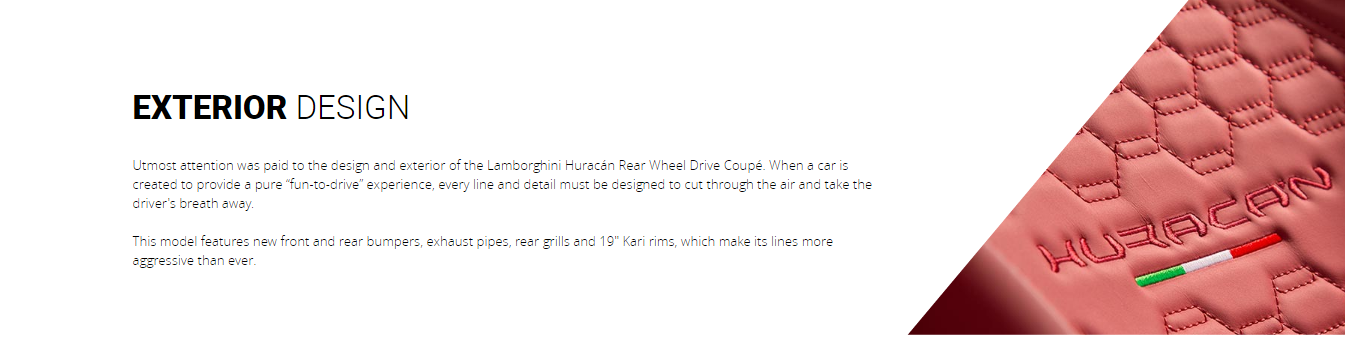 EXTERIOR DESIGN
Utmost attention was paid to the design and exterior of the Lamborghini Huracán Rear Wheel Drive Coupé. When a car is
created to provide a pure “fun-to-drive” experience, every line and detail must be designed to cut through the air and take the
driver's breath away.
This model features new front and rear bumpers, exhaust pipes, rear grills and 19" Kari rims, which make its lines more
aggressive than ever.
HURACÁN